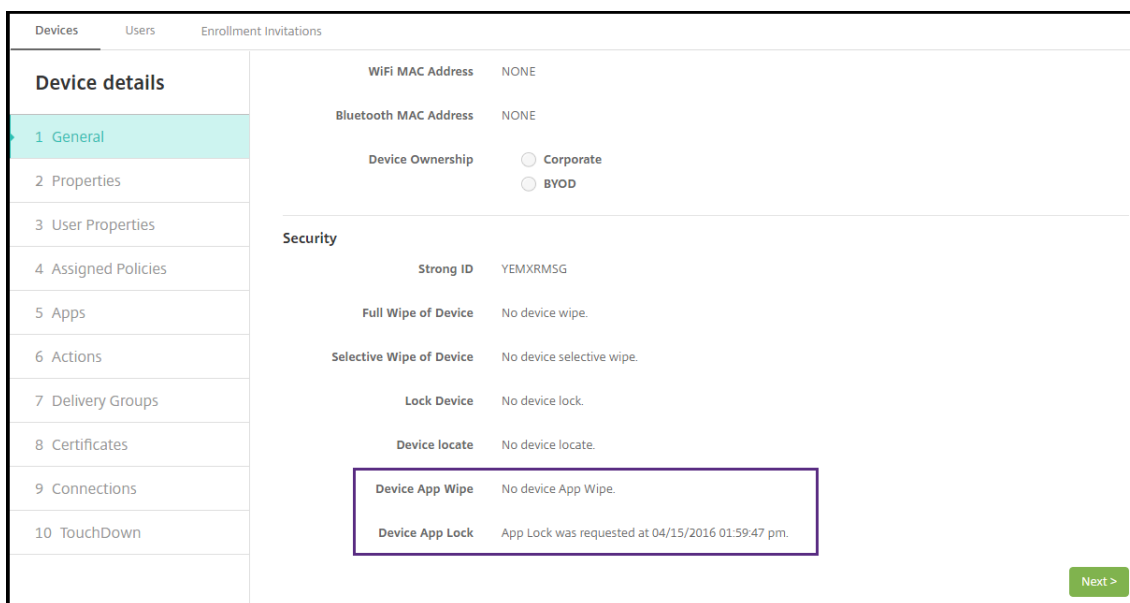 Devices Users Enrollment Invitations
Device details
1 General
2 Properties
3 User Properties
4 Assigned Policies
5 Apps
6 Actions
7 Delivery Groups
8 Certificates
9 Connections
10 TouchDown
WiFi MAC Address NONE
Bluetooth MAC Address NONE
Device Ownership Corporate
BYOD
Security
Strong ID YEMXRMSG
Full Wipe of Device No device wipe.
Selective Wipe of Device No device selective wipe.
Lock Device No device lock.
Device locate No device locate.
Device App Wipe No device App Wipe.
Device App Lock App Lock was requested at 04/15/2016 01:59:47 pm.
Next >